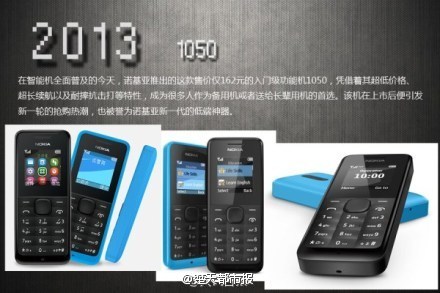 2013 1050
在智能机全面普及的今天，诺基亚推出的这款售价仅162元的入门级功能机1050，凭借着其超低价格、
超长续航以及耐摔抗击打等特性，成为很多人作为备用机或者送给长辈用机的首选。该机在上市后便引发
新一轮的抢购热潮，也被誉为诺基亚新一代的低端神器。
NOKIA
NOKIA
NOKIA
10:00
Learn English
@楚天都市报